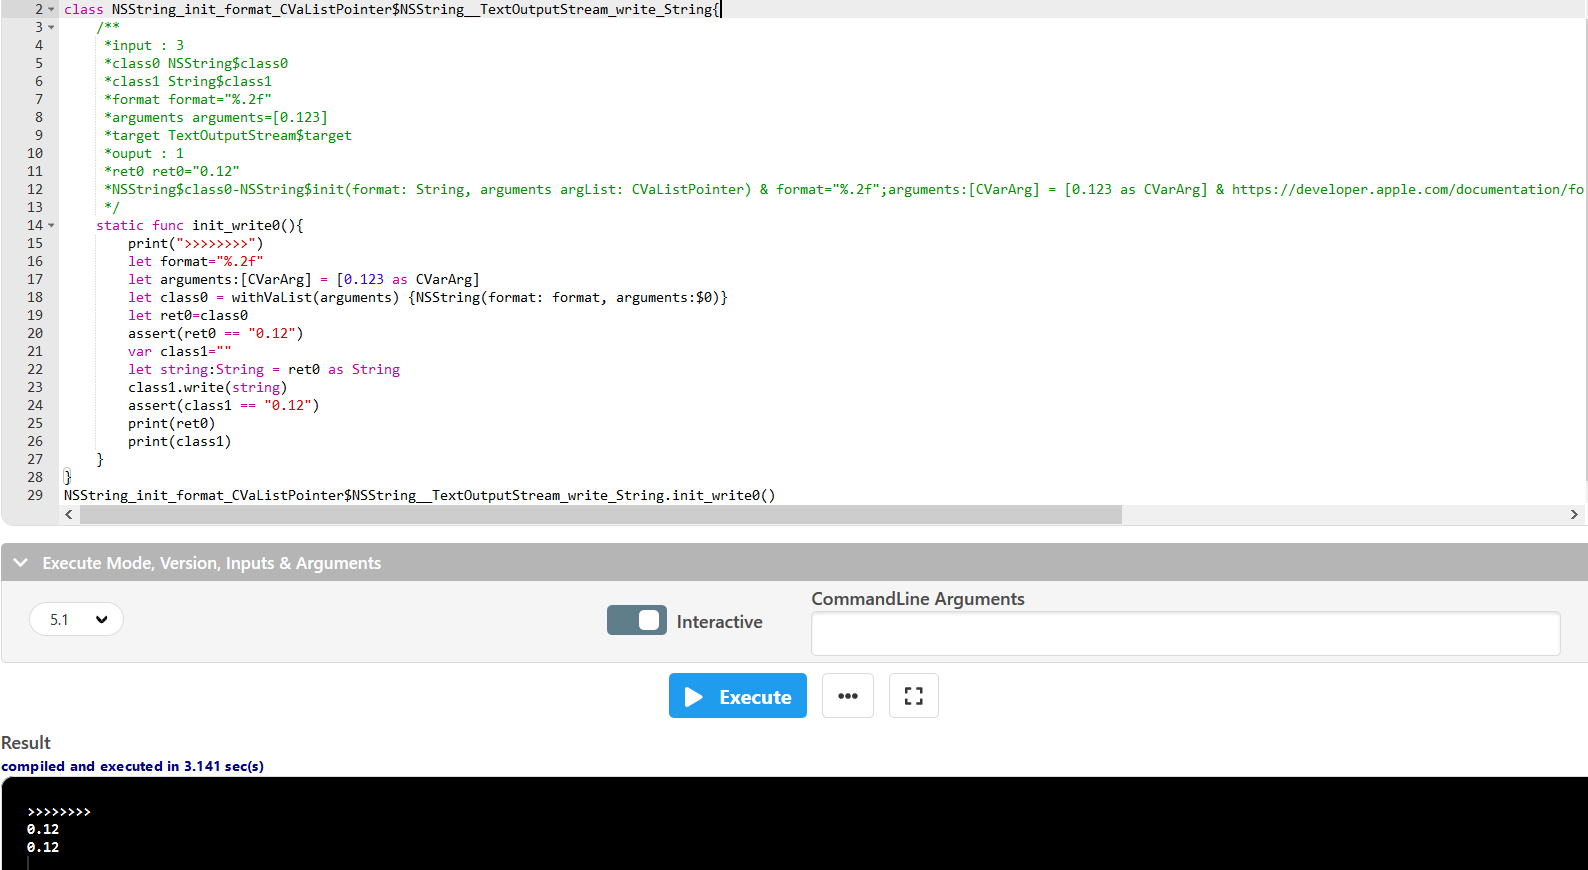 2 class NSString_init_format_CVaListPointer$NSString__TextOutputStream_write_String{
3 /**
4 *input : 3
5 *class0 NSString$class0
6 *class1 String$class1
7 *format format="%.2f"
8 *arguments arguments=[0.123]
9 *target TextOutputStream$target
10 *ouput : 1
11 *ret0 ret0="0.12"
12 *NSString$class0-NSString$init(format: String, arguments argList: CVaListPointer) & format="%.2f";arguments:[CVarArg] = [0.123 as CVarArg] & https://developer.apple.com/documentation/fo
13 */
14 static func init_write0(){
15 print(">>>>>>>>")
16 let format="%.2f"
17 let arguments:[CVarArg] = [0.123 as CVarArg]
18 let class0 = withVaList(arguments) {NSString(format: format, arguments:$0)}
19 let ret0=class0
20 assert(ret0 == "0.12")
21 var class1=""
22 let string:String = ret0 as String
23 class1.write(string)
24 assert(class1 == "0.12")
25 print(ret0)
26 print(class1)
27 }
28 }
29 NSString_init_format_CVaListPointer$NSString__TextOutputStream_write_String.init_write0()
Execute Mode, Version, Inputs & Arguments
CommandLine Arguments
5.1
Interactive
Execute
Result
compiled and executed in 3.141 sec(s)
>>>>>>>>
0.12
0.12